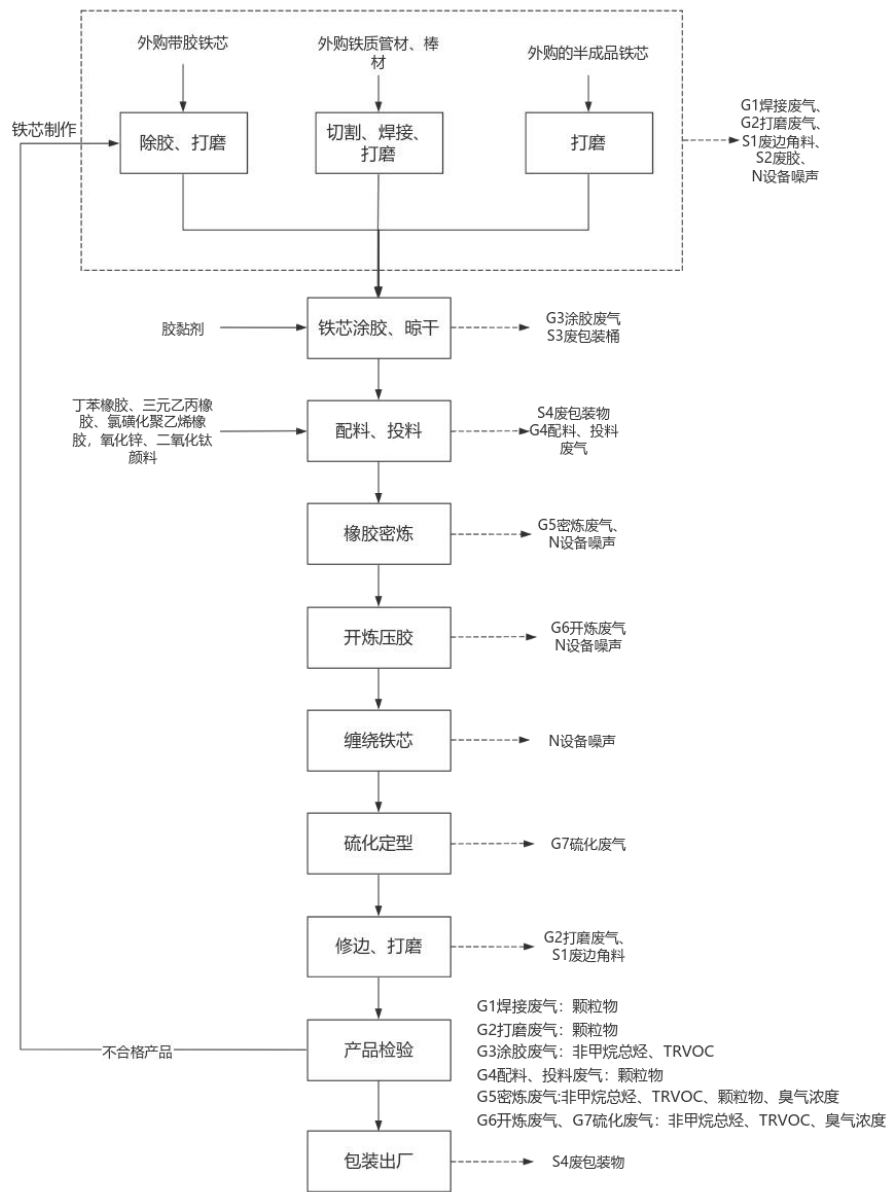 外购带胶铁芯
外购铁质管材、棒
材
外购的半成品铁芯
铁芯制作
除胶、打磨
切割、焊接、
打磨
打磨
G1焊接废气、
G2打磨废气、
S1废边角料、
S2废胶、
N设备噪声
胶黏剂
铁芯涂胶、晾干
G3涂胶废气
S3废包装桶
丁苯橡胶、三元乙丙橡
胶、氯磺化聚乙烯橡
胶，氧化锌、二氧化钛
颜料
配料、投料
S4废包装物
G4配料、投料
废气
橡胶密炼
G5密炼废气、
N设备噪声
开炼压胶
G6开炼废气
N设备噪声
缠绕铁芯
N设备噪声
硫化定型
G7硫化废气
修边、打磨
G2打磨废气、
S1废边角料
不合格产品
产品检验
G1焊接废气：颗粒物
G2打磨废气：颗粒物
G3涂胶废气：非甲烷总烃、TRVOC
G4配料、投料废气：颗粒物
G5密炼废气:非甲烷总烃、TRVOC、颗粒物、臭气浓度
G6开炼废气、G7硫化废气：非甲烷总烃、TRVOC、臭气浓度
包装出厂
S4废包装物